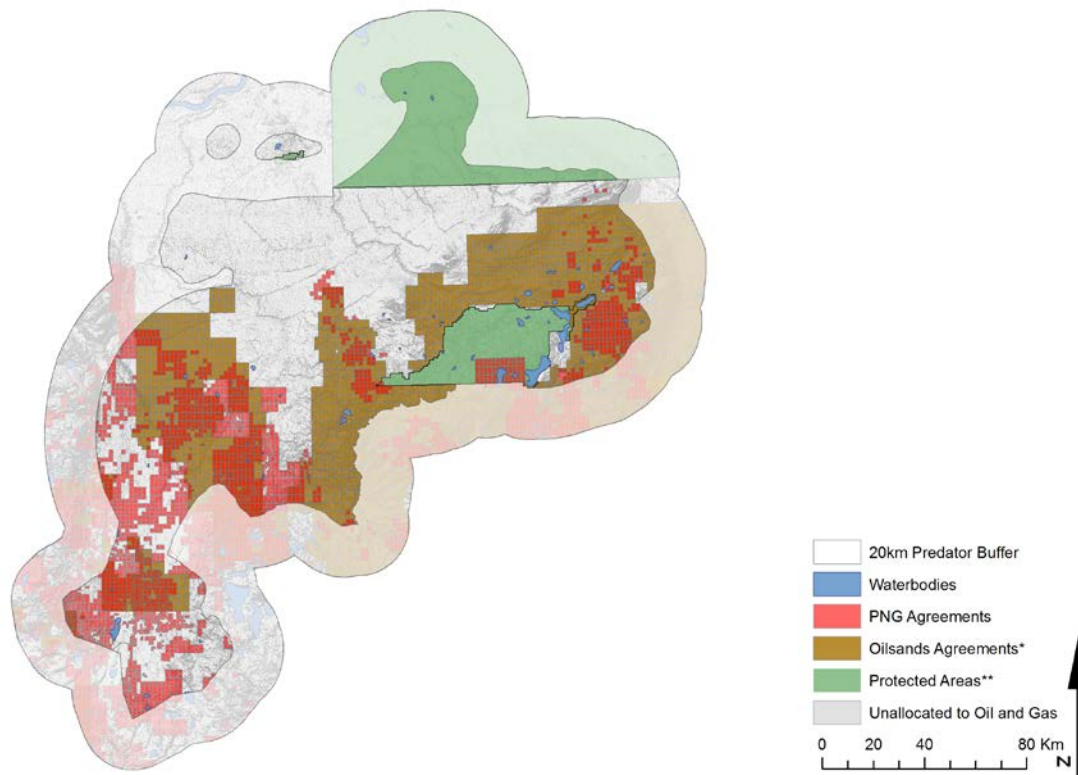 20km Predator Buffer
Waterbodies
PNG Agreements
Oilsands Agreements*
Protected Areas**
Unallocated to Oil and Gas
0 20 40 80 Km
N